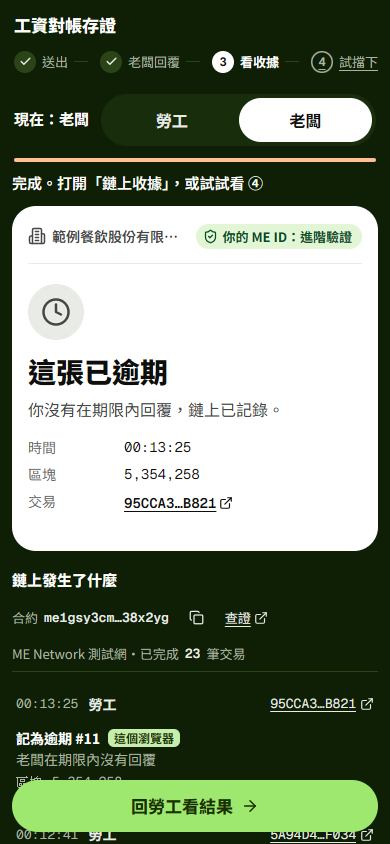 工資對帳存證
送出 老闆回覆 3 看收據 4 試擋下
現在：老闆 勞工 老闆
完成。打開「鏈上收據」，或試試看 ④
範例餐飲股份有限… 你的 ME ID：進階驗證
這張已逾期
你沒有在期限內回覆，鏈上已記錄。
時間 00:13:25
區塊 5,354,258
交易 95CCA3…B821
鏈上發生了什麼
合約 me1gsy3cm…38x2yg 查證
ME Network 測試網・已完成 23 筆交易
00:13:25 勞工 95CCA3…B821
記為逾期 #11 這個瀏覽器
老闆在期限內沒有回覆
區塊 5,354,258
回勞工看結果 →
00:12:41 勞工 5A94D4…F034